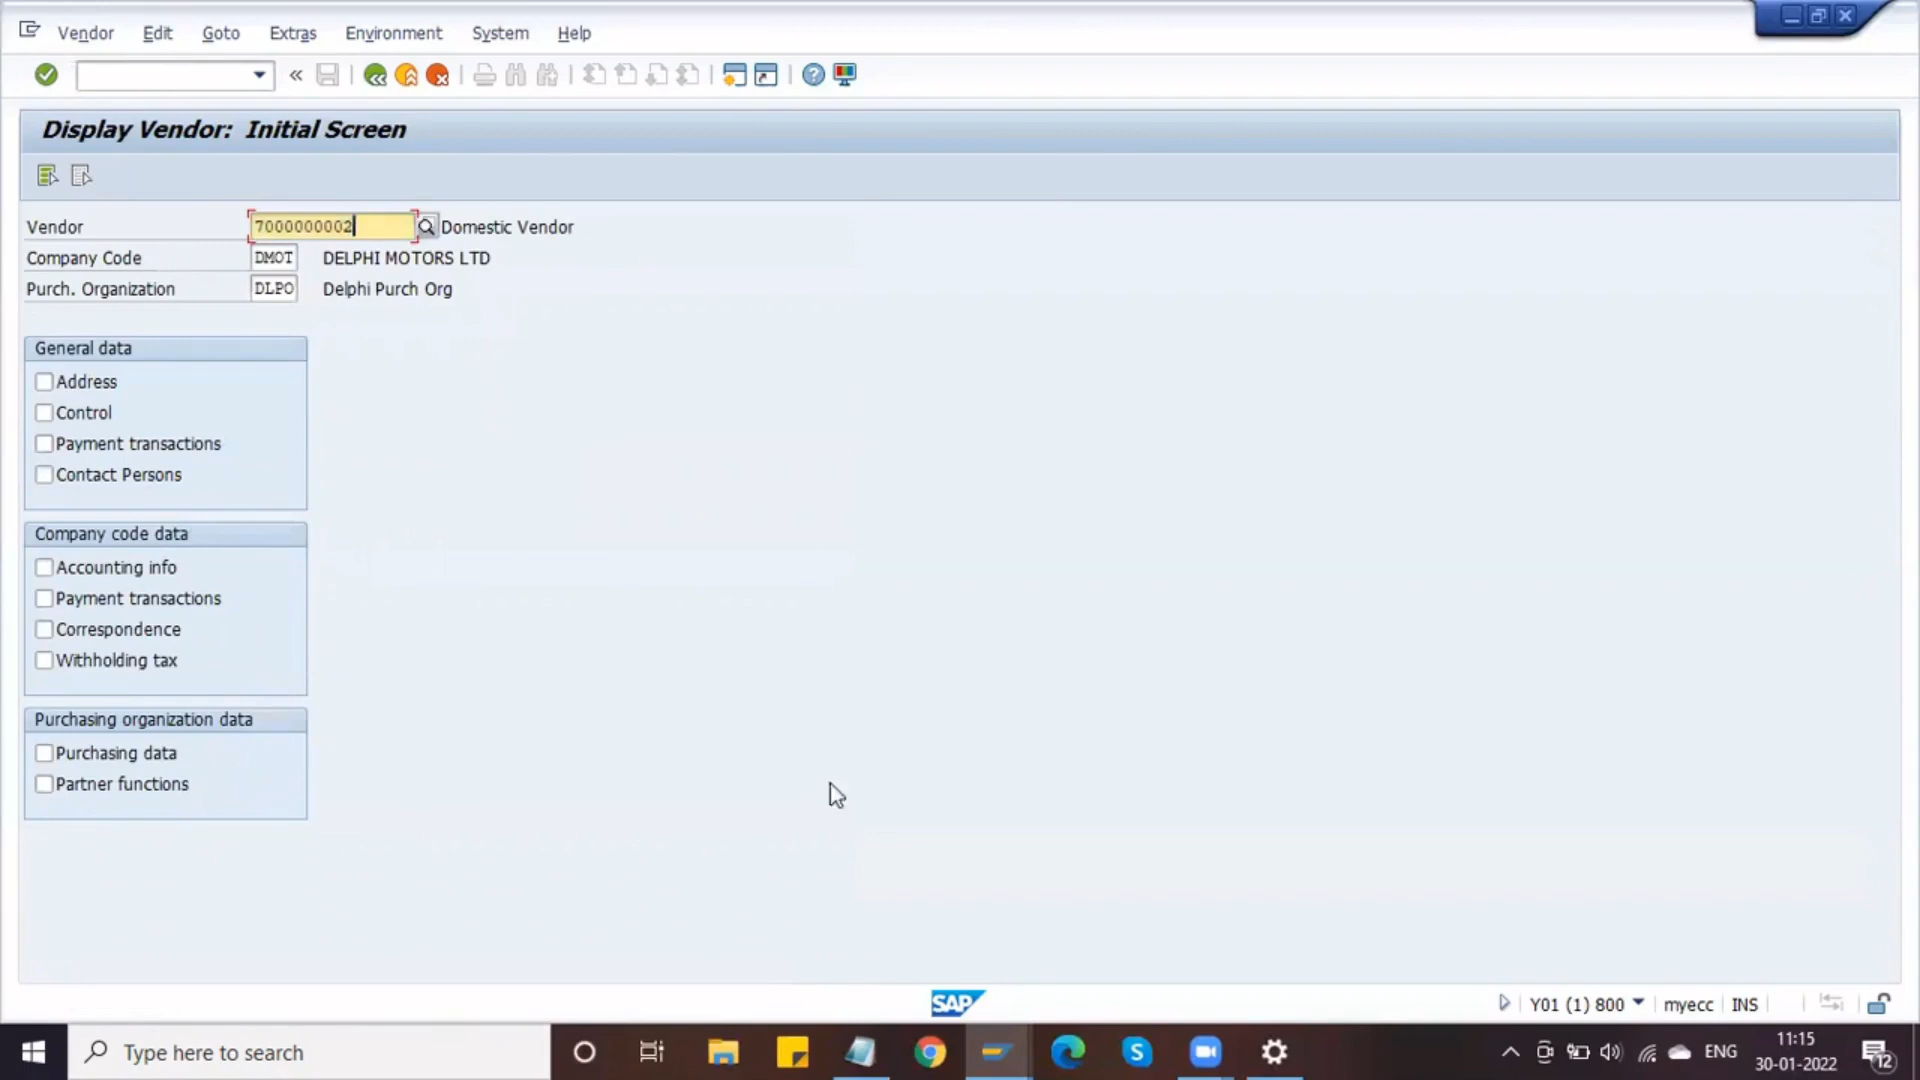 Vendor Edit Goto Extras Environment System Help
Display Vendor: Initial Screen
Vendor 7000000002 Domestic Vendor
Company Code DMOT DELPHI MOTORS LTD
Purch. Organization DLPO Delphi Purch Org
General data
Address
Control
Payment transactions
Contact Persons
Company code data
Accounting info
Payment transactions
Correspondence
Withholding tax
Purchasing organization data
Purchasing data
Partner functions
SAP
Y01 (1) 800 myecc INS
Type here to search
ENG
11:15
30-01-2022
12